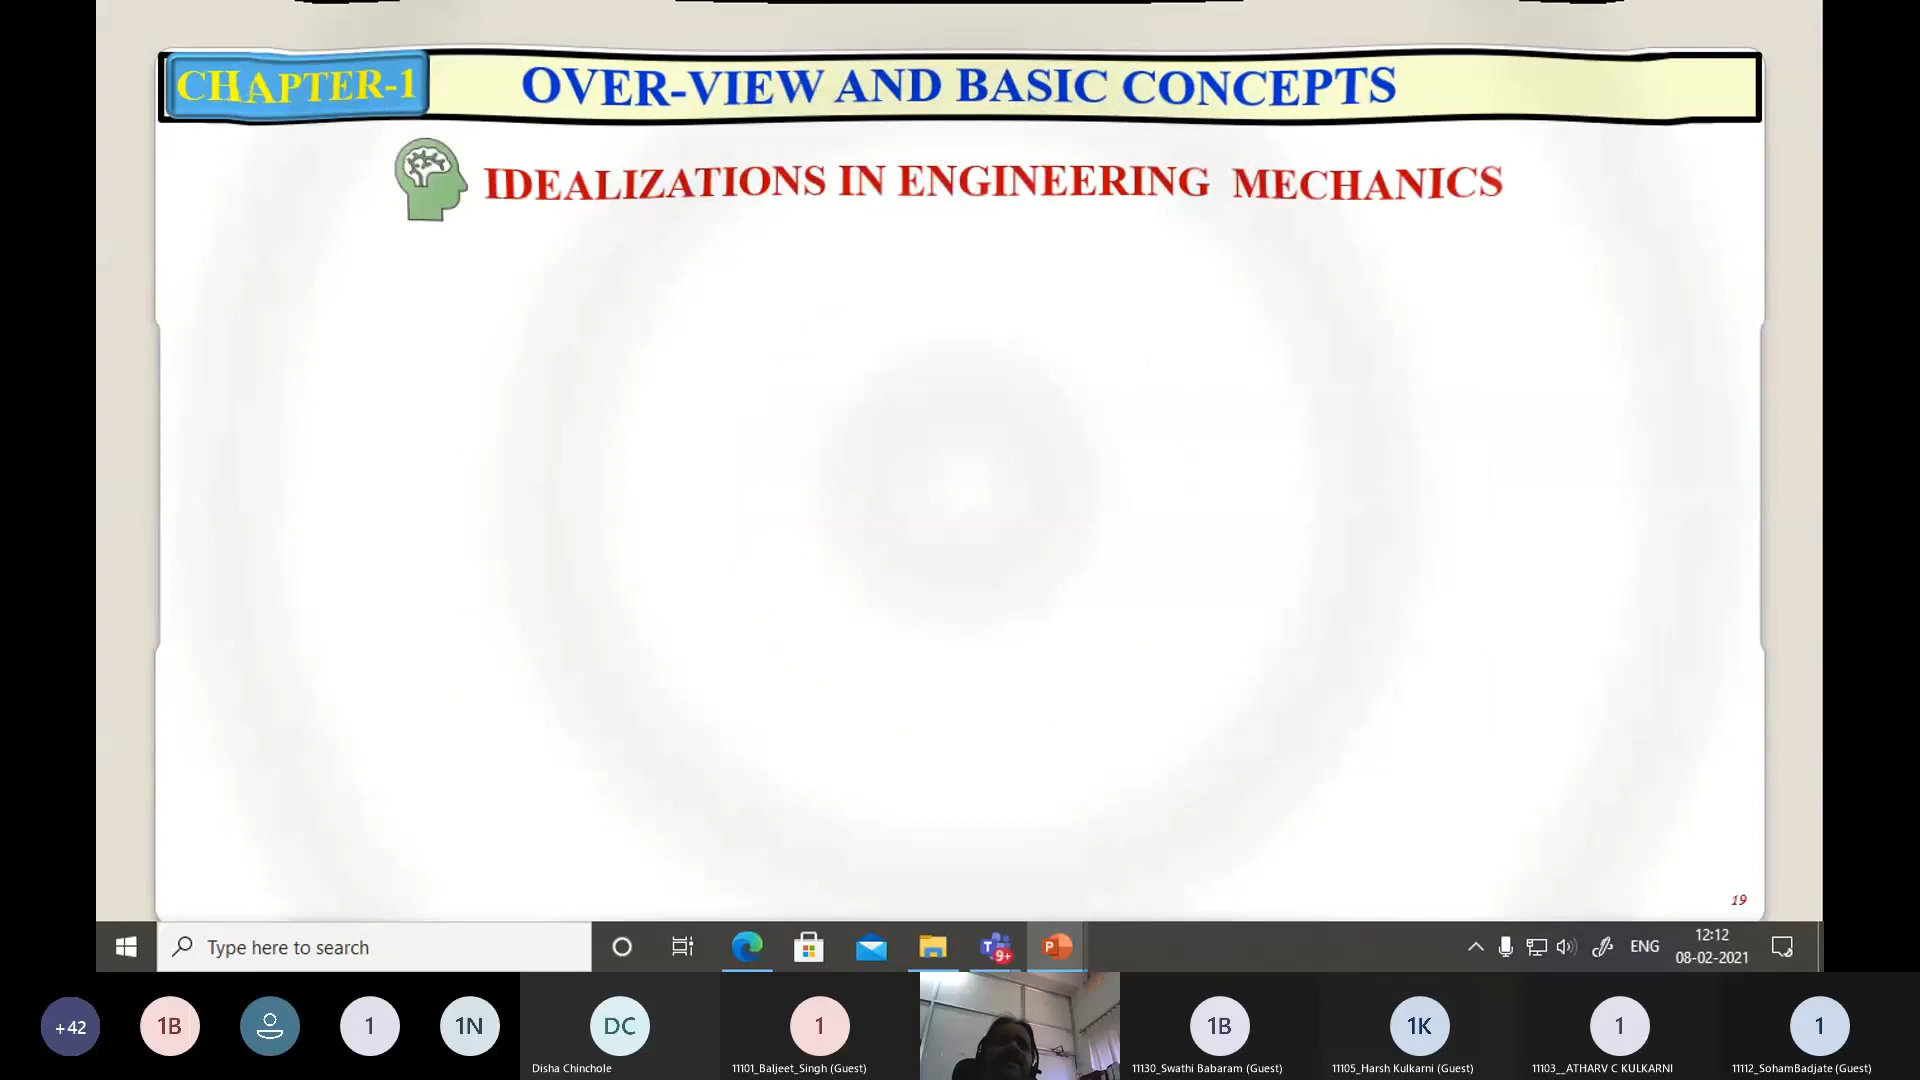 CHAPTER-1
OVER-VIEW AND BASIC CONCEPTS
IDEALIZATIONS IN ENGINEERING MECHANICS
19
Type here to search
9+
ENG
12:12
08-02-2021
+42
1B
1
1N
DC
1
1B
1K
1
1
Disha Chinchole
11101_Baljeet_Singh (Guest)
11130_Swathi Babaram (Guest)
11105_Harsh Kulkarni (Guest)
11103__ATHARV C KULKARNI
11112_SohamBadjate (Guest)